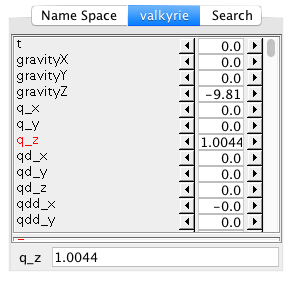 Name Space valkyrie Search
t 0.0
gravityX 0.0
gravityY 0.0
gravityZ -9.81
q_x 0.0
q_y 0.0
q_z 1.0044
qd_x 0.0
qd_y 0.0
qd_z 0.0
qdd_x -0.0
qdd_y 0.0
q_z 1.0044